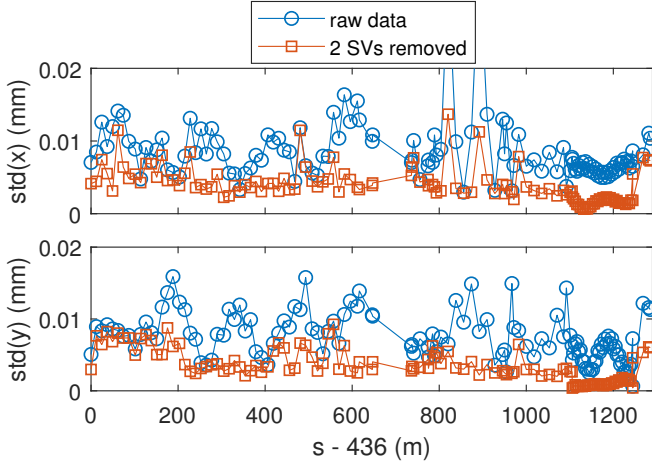 raw data
2 SVs removed
0.02
0.01
0
std(x) (mm)
0.02
0.01
0
std(y) (mm)
0 200 400 600 800 1000 1200
s - 436 (m)